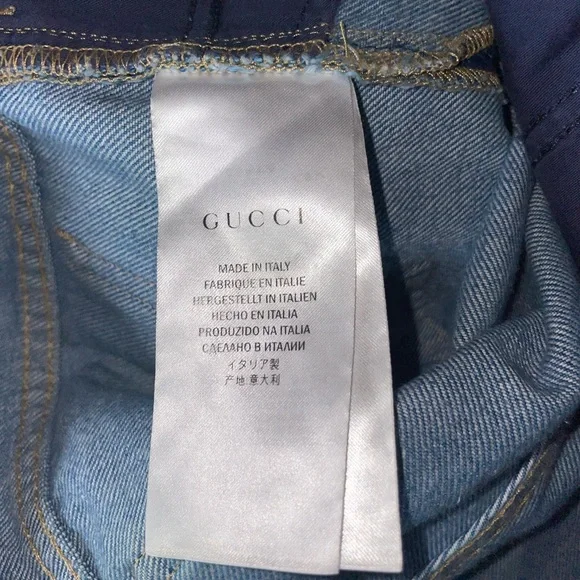 GUCCI
MADE IN ITALY
FABRIQUE EN ITALIE
HERGESTELLT IN ITALIEN
HECHO EN ITALIA
PRODUZIDO NA ITALIA
СДЕЛАНО В ИТАЛИИ
イタリア製
产地 意大利